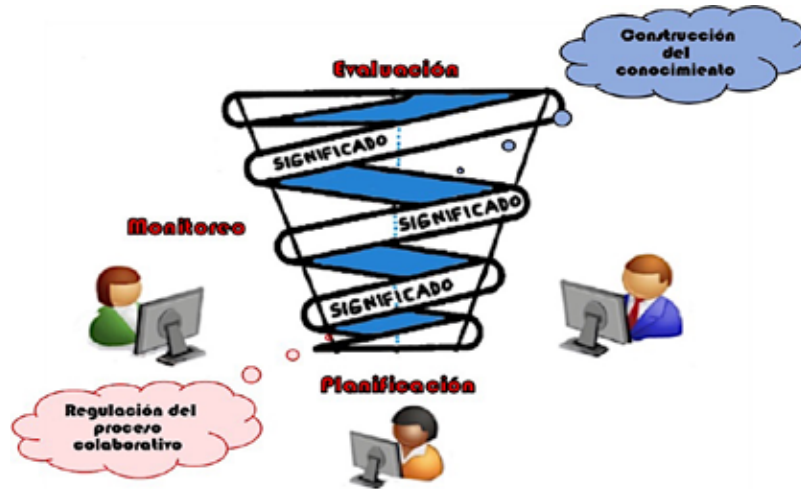 Construcción
del
conocimiento
Evaluación
SIGNIFICADO
Monitoreo
SIGNIFICADO
SIGNIFICADO
Planificación
Regulación del
proceso
colaborativo